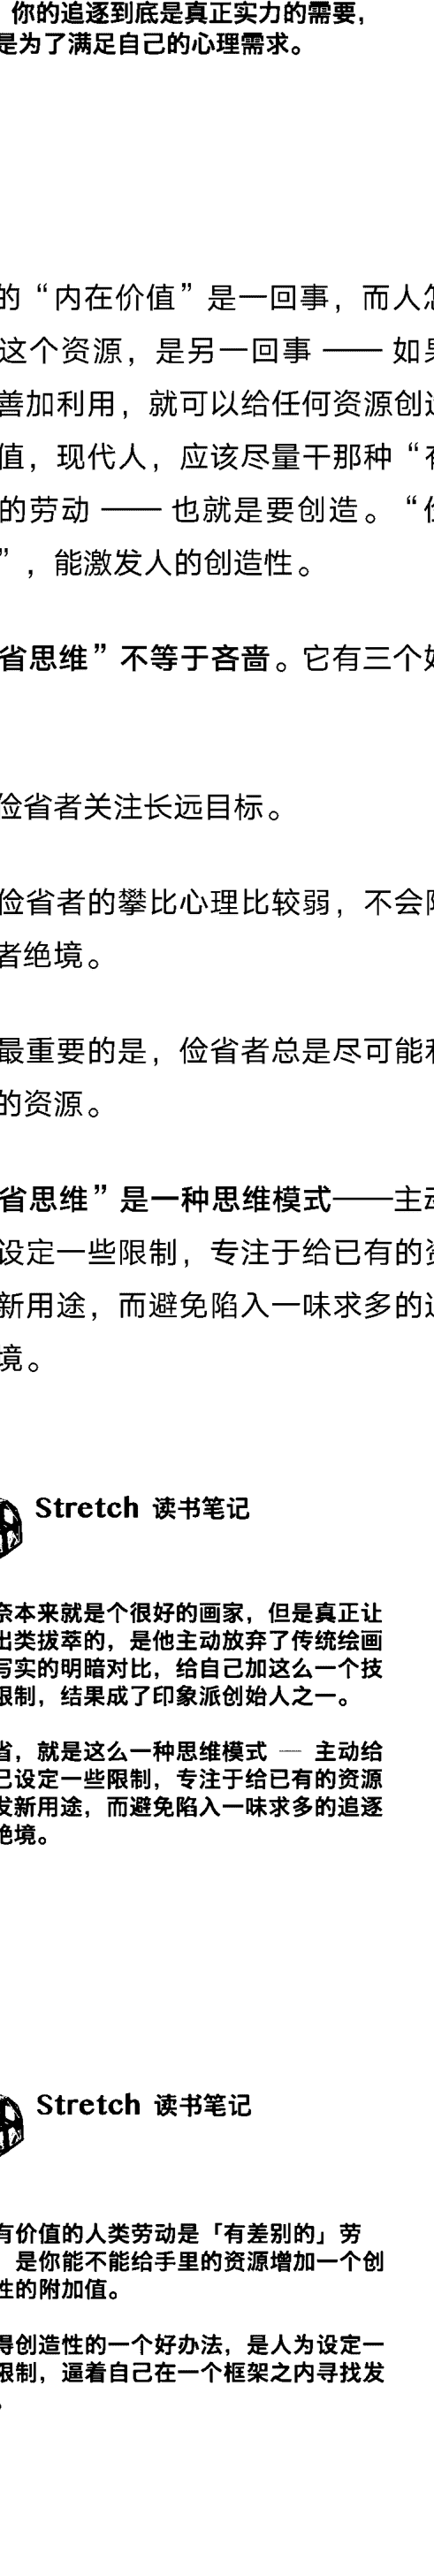 你的追逐到底是真正实力的需要，
是为了满足自己的心理需求。
的“内在价值”是一回事，而人怎
这个资源，是另一回事 —— 如果
善加利用，就可以给任何资源创造
值，现代人，应该尽量干那种“有
的劳动 —— 也就是要创造。“俭
”，能激发人的创造性。
省思维”不等于吝啬。它有三个好
俭省者关注长远目标。
俭省者的攀比心理比较弱，不会陷
者绝境。
最重要的是，俭省者总是尽可能利
的资源。
省思维”是一种思维模式——主动
设定一些限制，专注于给已有的资
新用途，而避免陷入一味求多的追
境。
Stretch 读书笔记
奈本来就是个很好的画家，但是真正让
出类拔萃的，是他主动放弃了传统绘画
写实的明暗对比，给自己加这么一个技
限制，结果成了印象派创始人之一。
省，就是这么一种思维模式 —— 主动给
己设定一些限制，专注于给已有的资源
发新用途，而避免陷入一味求多的追逐
绝境。
Stretch 读书笔记
有价值的人类劳动是「有差别的」劳
是你能不能给手里的资源增加一个创
性的附加值。
得创造性的一个好办法，是人为设定一
限制，逼着自己在一个框架之内寻找发